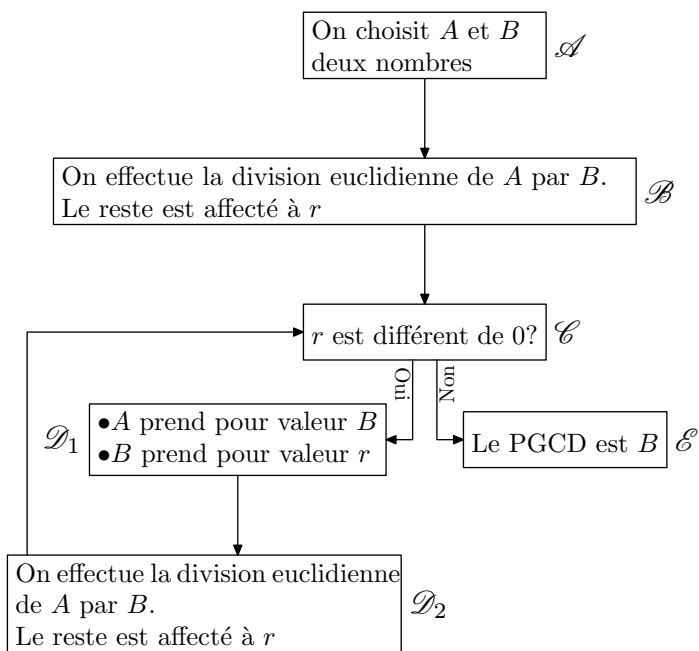 On choisit A et B
deux nombres
𝒜
On effectue la division euclidienne de A par B.
Le reste est affecté à r
ℬ
r est différent de 0?
𝒞
Oui
Non
𝒟1
●A prend pour valeur B
●B prend pour valeur r
Le PGCD est B
ℰ
On effectue la division euclidienne
de A par B.
Le reste est affecté à r
𝒟2